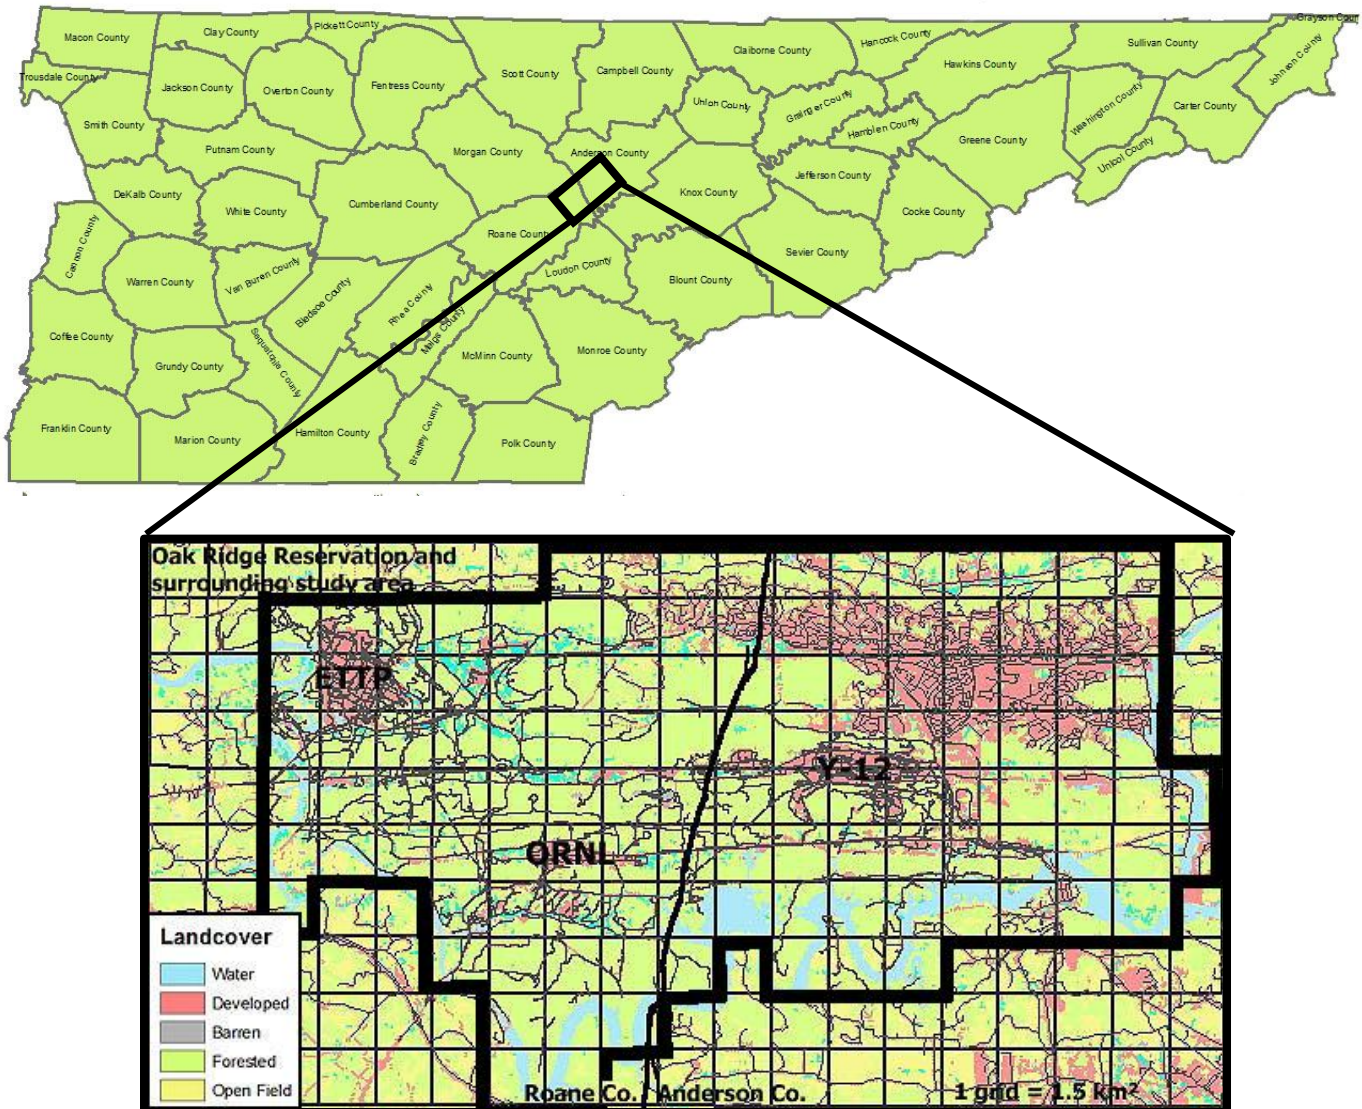 Macon County
Clay County
Pickett County
Grayson Coun
Trousdale County
Jackson County
Overton County
Fentress County
Scott County
Campbell County
Claiborne County
Hancock County
Hawkins County
Sullivan County
Johnson County
Smith County
Putnam County
Morgan County
Anderson County
Union County
Grainger County
Hamblen County
Greene County
Washington County
Carter County
Unicoi County
DeKalb County
White County
Cumberland County
Roane County
Knox County
Jefferson County
Cocke County
Cannon County
Warren County
Van Buren County
Bledsoe County
Rhea County
Meigs County
Loudon County
Blount County
Sevier County
Coffee County
Grundy County
Sequatchie County
McMinn County
Monroe County
Franklin County
Marion County
Hamilton County
Bradley County
Polk County
Oak Ridge Reservation and
surrounding study area
ETTP
Y-12
ORNL
Landcover
Water
Developed
Barren
Forested
Open Field
Roane Co. / Anderson Co.
1 grid = 1.5 km²